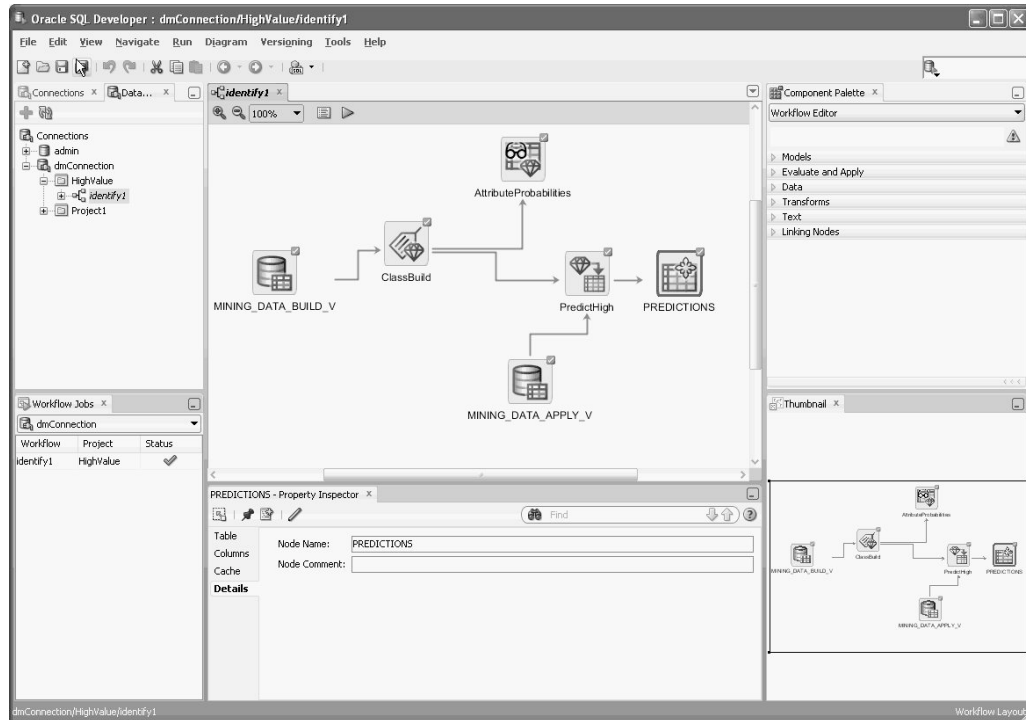 Oracle SQL Developer : dmConnection/HighValue/identify1
File Edit View Navigate Run Diagram Versioning Tools Help
Connections
Data...
Connections
admin
dmConnection
HighValue
identify1
Project1
identify1
100%
AttributeProbabilities
ClassBuild
MINING_DATA_BUILD_V
PredictHigh
PREDICTIONS
MINING_DATA_APPLY_V
Component Palette
Workflow Editor
Models
Evaluate and Apply
Data
Transforms
Text
Linking Nodes
Workflow Jobs
dmConnection
Workflow Project Status
identify1 HighValue
PREDICTIONS - Property Inspector
Find
Table
Columns
Cache
Details
Node Name: PREDICTIONS
Node Comment:
Thumbnail
AttributeProbabilities
ClassBuild
MINING_DATA_BUILD_V
PredictHigh
PREDICTIONS
MINING_DATA_APPLY_V
dmConnection/HighValue/identify1
Workflow Layout